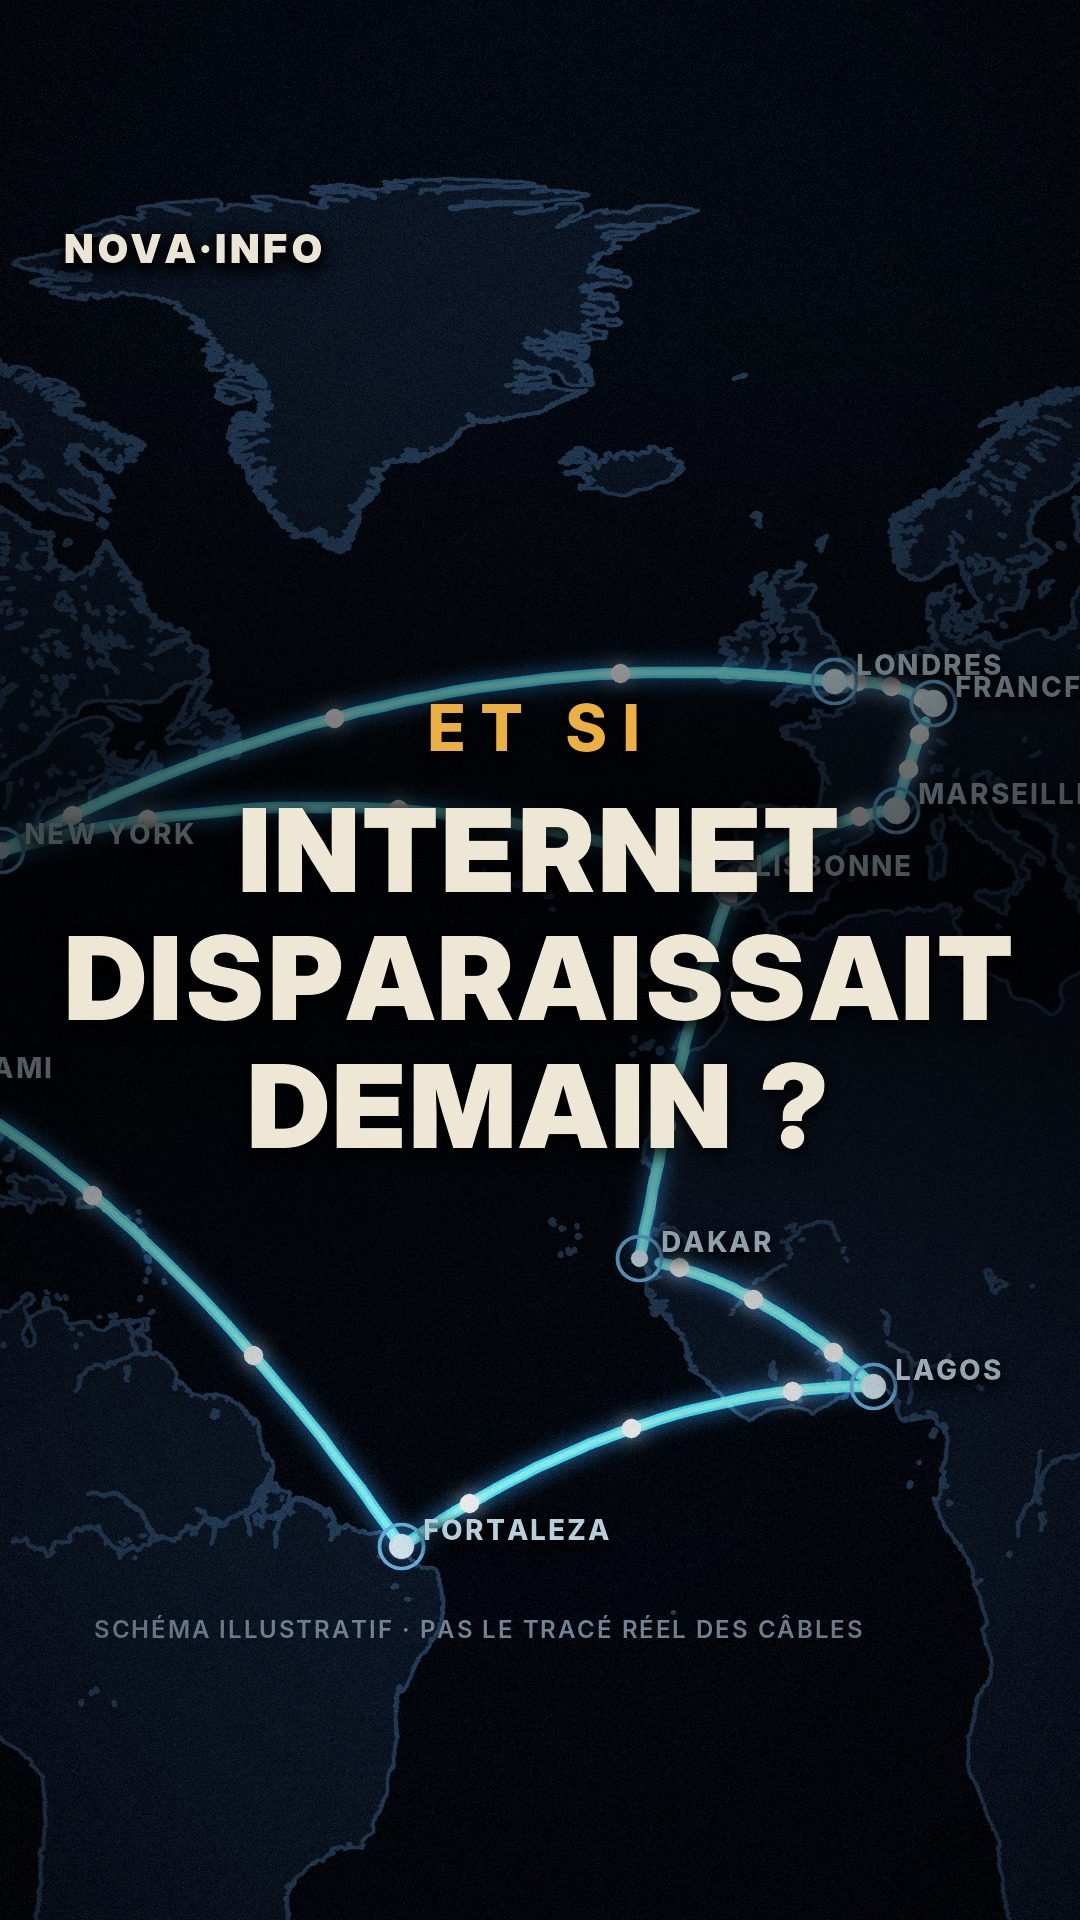 NOVA·INFO
LONDRES
FRANCF
ET SI
MARSEILL
NEW YORK
INTERNET
LISBONNE
DISPARAISSAIT
AMI
DEMAIN ?
DAKAR
LAGOS
FORTALEZA
SCHÉMA ILLUSTRATIF · PAS LE TRACÉ RÉEL DES CÂBLES